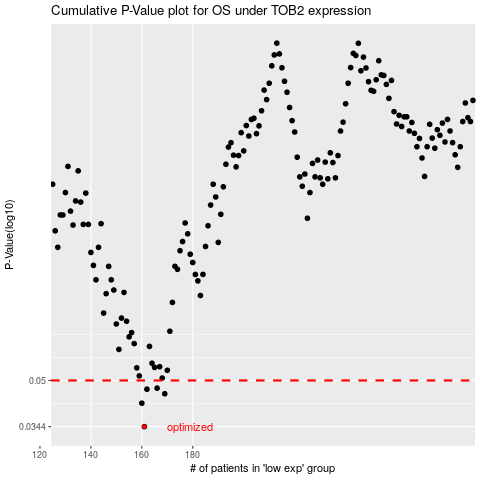 Cumulative P-Value plot for OS under TOB2 expression
P-Value(log10)
0.05
0.0344
optimized
120 140 160 180
# of patients in 'low exp' group